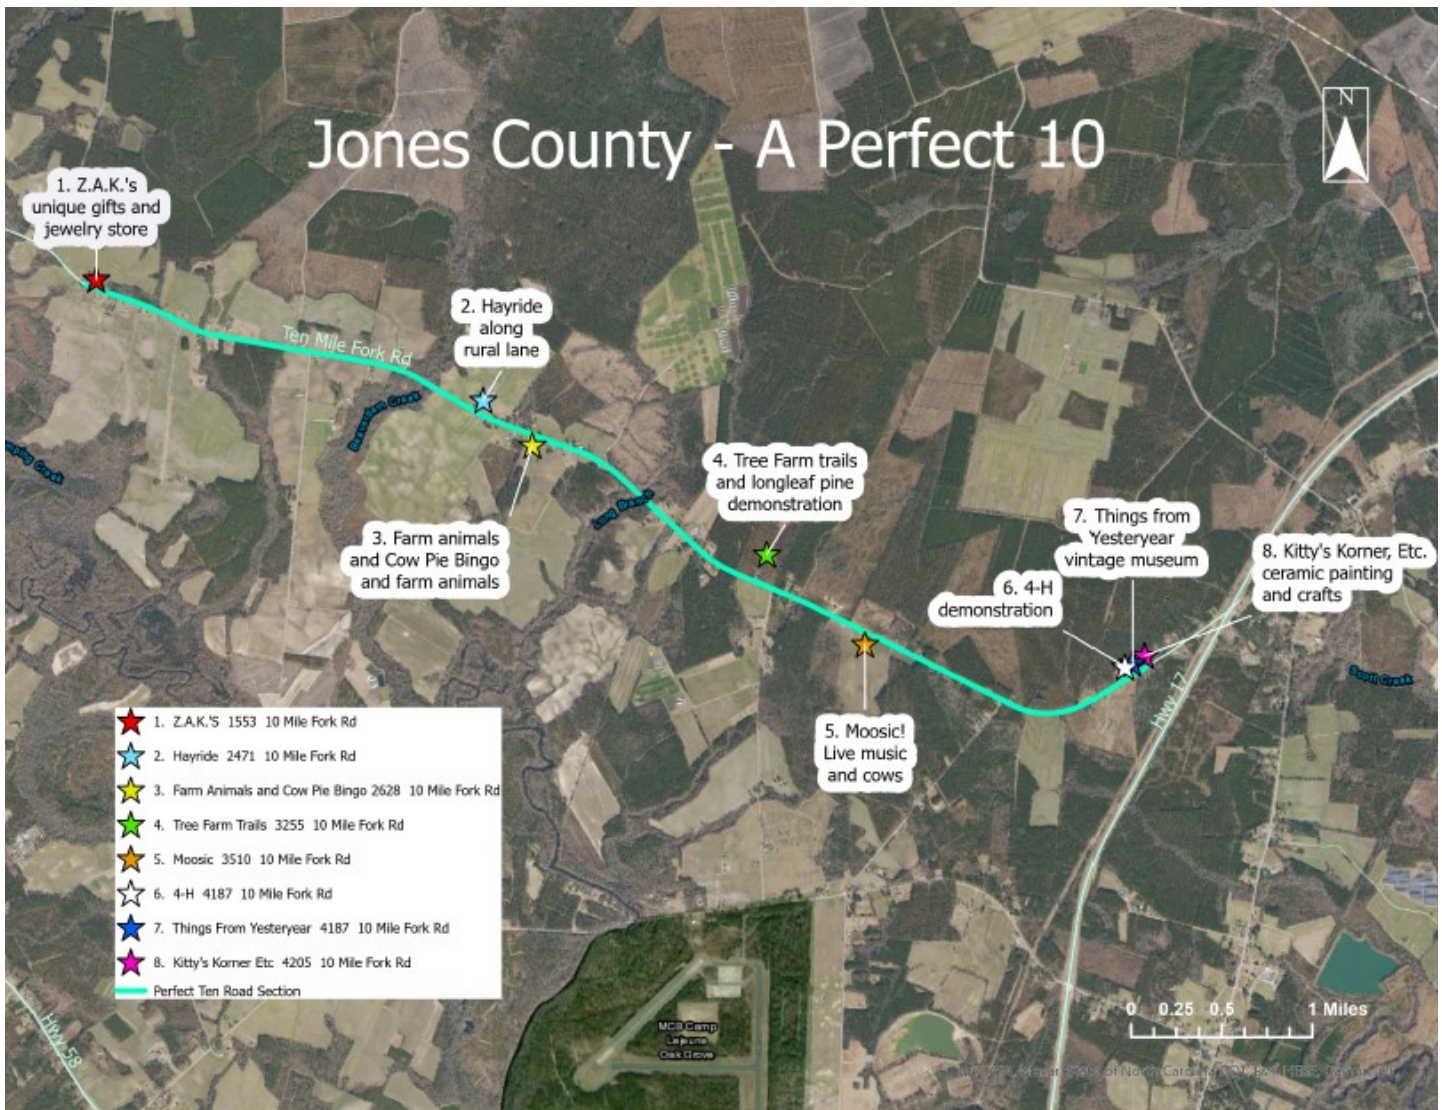 Jones County - A Perfect 10
N
1. Z.A.K.'s
unique gifts and
jewelry store
2. Hayride
along
rural lane
Ten Mile Fork Rd
Beaverdam Creek
Creek
3. Farm animals
and Cow Pie Bingo
and farm animals
Long Branch
4. Tree Farm trails
and longleaf pine
demonstration
5. Moosic!
Live music
and cows
6. 4-H
demonstration
7. Things from
Yesteryear
vintage museum
8. Kitty's Korner, Etc.
ceramic painting
and crafts
Hwy 17
Scott Creek
1. Z.A.K.'S 1553 10 Mile Fork Rd
2. Hayride 2471 10 Mile Fork Rd
3. Farm Animals and Cow Pie Bingo 2628 10 Mile Fork Rd
4. Tree Farm Trails 3255 10 Mile Fork Rd
5. Moosic 3510 10 Mile Fork Rd
6. 4-H 4187 10 Mile Fork Rd
7. Things From Yesteryear 4187 10 Mile Fork Rd
8. Kitty's Korner Etc 4205 10 Mile Fork Rd
Perfect Ten Road Section
Hwy 58
MCB Camp
Lejeune
Oak Grove
0 0.25 0.5 1 Miles